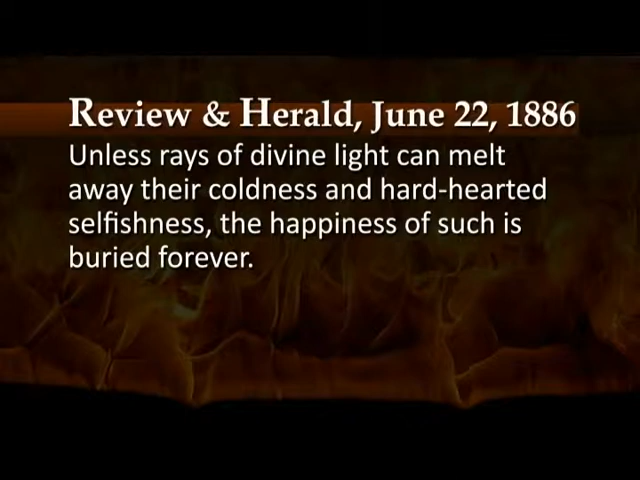 Review & Herald, June 22, 1886
Unless rays of divine light can melt
away their coldness and hard-hearted
selfishness, the happiness of such is
buried forever.